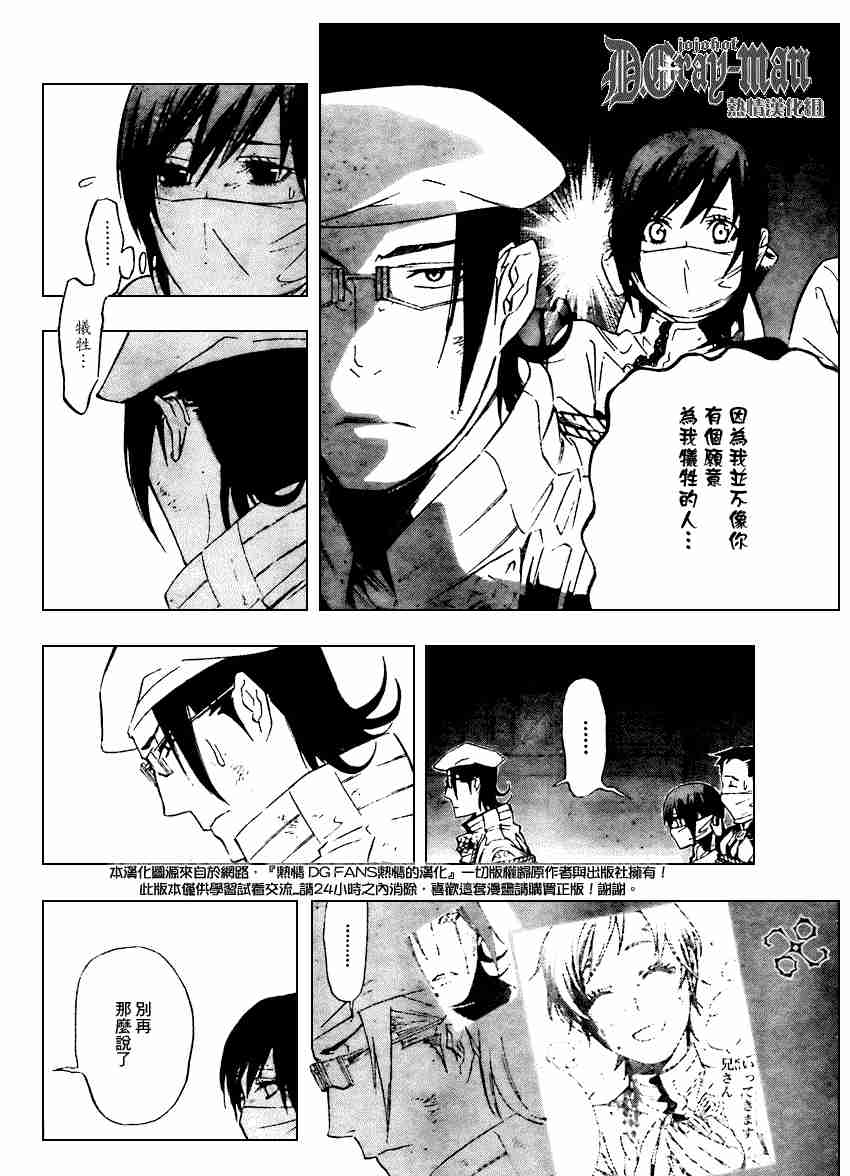 jojohot
D.Gray-man
熱情漢化組
因為我並不像你
有個願意
為我犧牲的人…
……
犧牲…
……
本漢化圖源來自於網路，『熱情 DG FANS熱情的漢化』一切版權歸原作者與出版社擁有！
此版本僅供學習試看交流_請24小時之內消除，喜歡這套漫畫請購買正版！謝謝。
……
いってきます
兄さん
別再
那麼說了